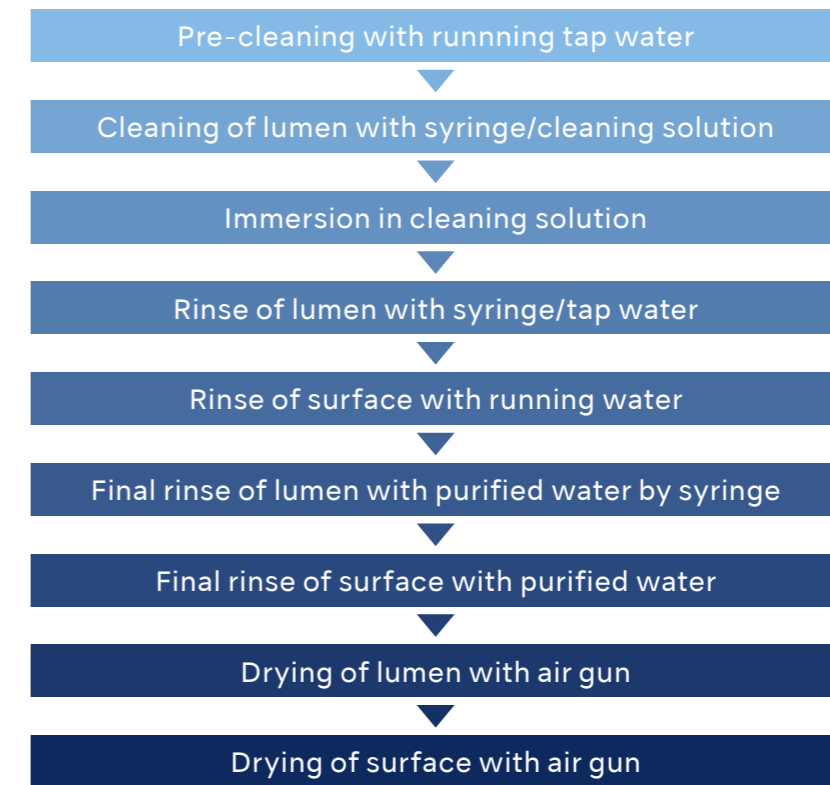 Pre-cleaning with runnning tap water
Cleaning of lumen with syringe/cleaning solution
Immersion in cleaning solution
Rinse of lumen with syringe/tap water
Rinse of surface with running water
Final rinse of lumen with purified water by syringe
Final rinse of surface with purified water
Drying of lumen with air gun
Drying of surface with air gun